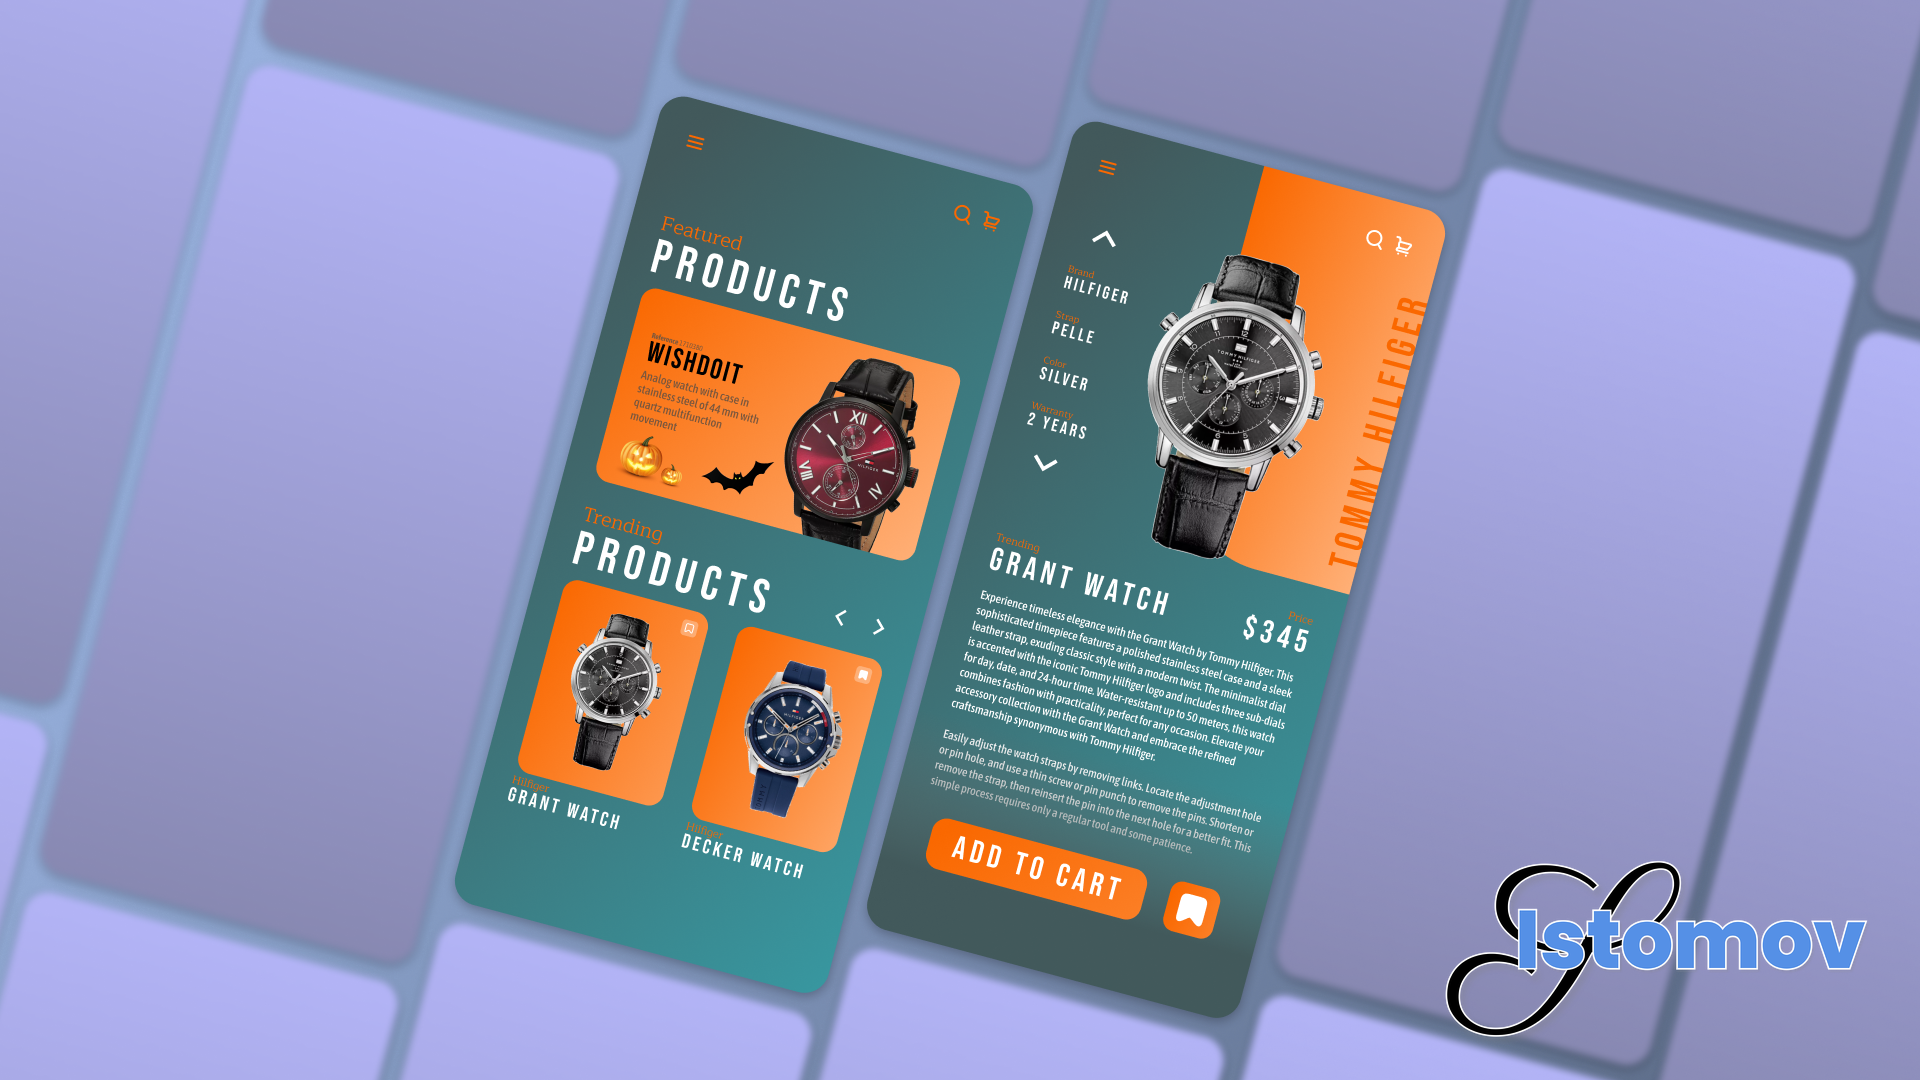 Featured
PRODUCTS
Reference 1710380
WISHDOIT
Analog watch with case in
stainless steel of 44 mm with
quartz multifunction
movement
HILFIGER
Trending
PRODUCTS
Hilfiger
GRANT WATCH
HILFIGER
Hilfiger
DECKER WATCH
Brand
HILFIGER
Strap
PELLE
Color
SILVER
Warranty
2 YEARS
TOMMY HILFIGER
TOMMY HILFIGER
Trending
GRANT WATCH
Price
$345
Experience timeless elegance with the Grant Watch by Tommy Hilfiger. This
sophisticated timepiece features a polished stainless steel case and a sleek
leather strap, exuding classic style with a modern twist. The minimalist dial
is accented with the iconic Tommy Hilfiger logo and includes three sub-dials
for day, date, and 24-hour time. Water-resistant up to 50 meters, this watch
combines fashion with practicality, perfect for any occasion. Elevate your
accessory collection with the Grant Watch and embrace the refined
craftsmanship synonymous with Tommy Hilfiger.
Easily adjust the watch straps by removing links. Locate the adjustment hole
or pin hole, and use a thin screw or pin punch to remove the pins. Shorten or
remove the strap, then reinsert the pin into the next hole for a better fit. This
simple process requires only a regular tool and some patience.
ADD TO CART
Istomov